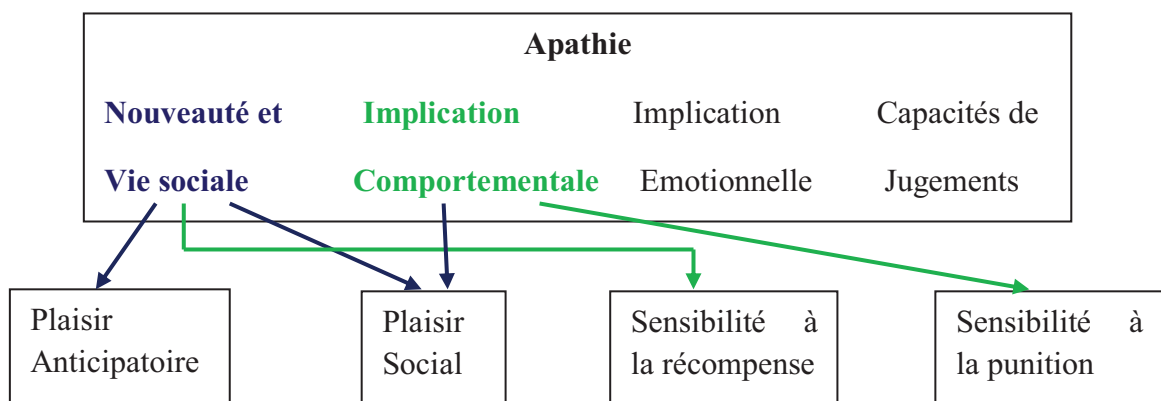 Apathie
Nouveauté et Implication Implication Capacités de
Vie sociale Comportementale Emotionnelle Jugements
Plaisir Plaisir Sensibilité à Sensibilité à
Anticipatoire Social la récompense la punition